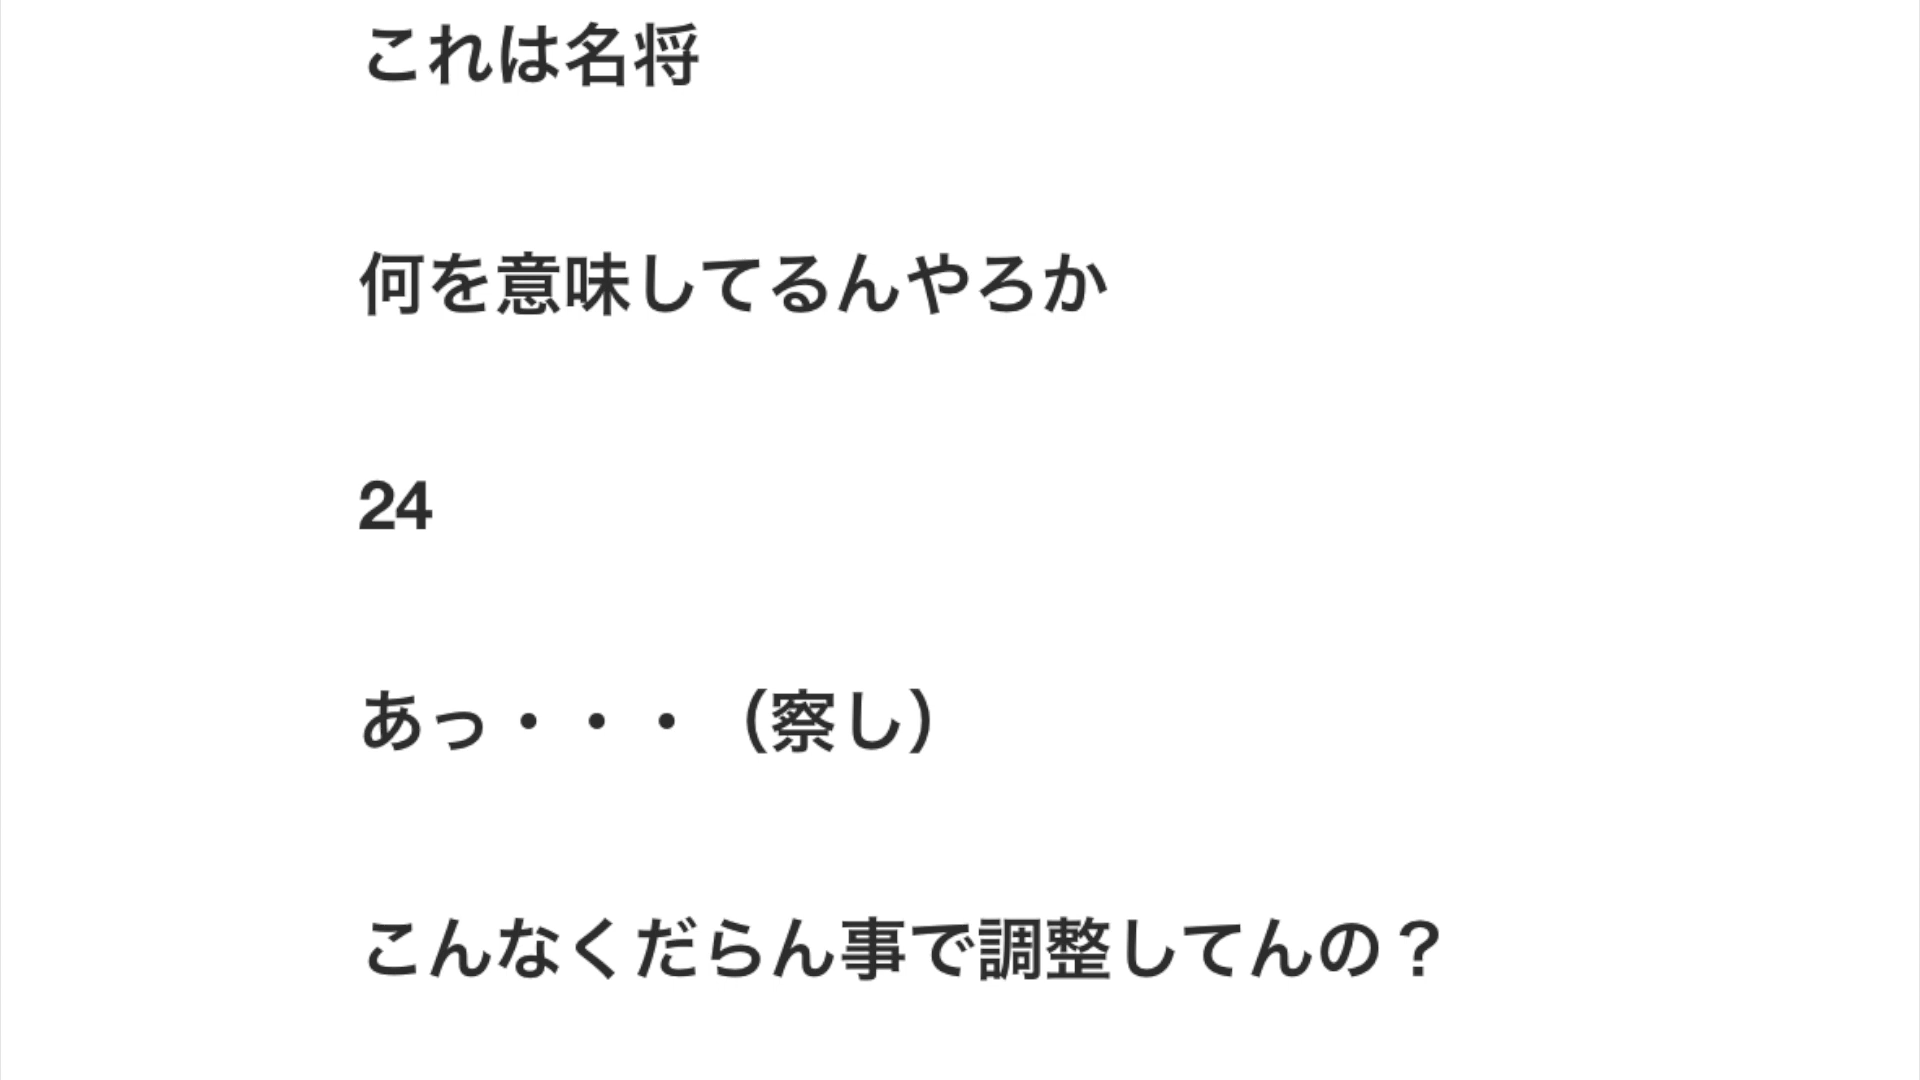 これは名将
何を意味してるんやろか
24
あっ・・・（察し）
こんなくだらん事で調整してんの？